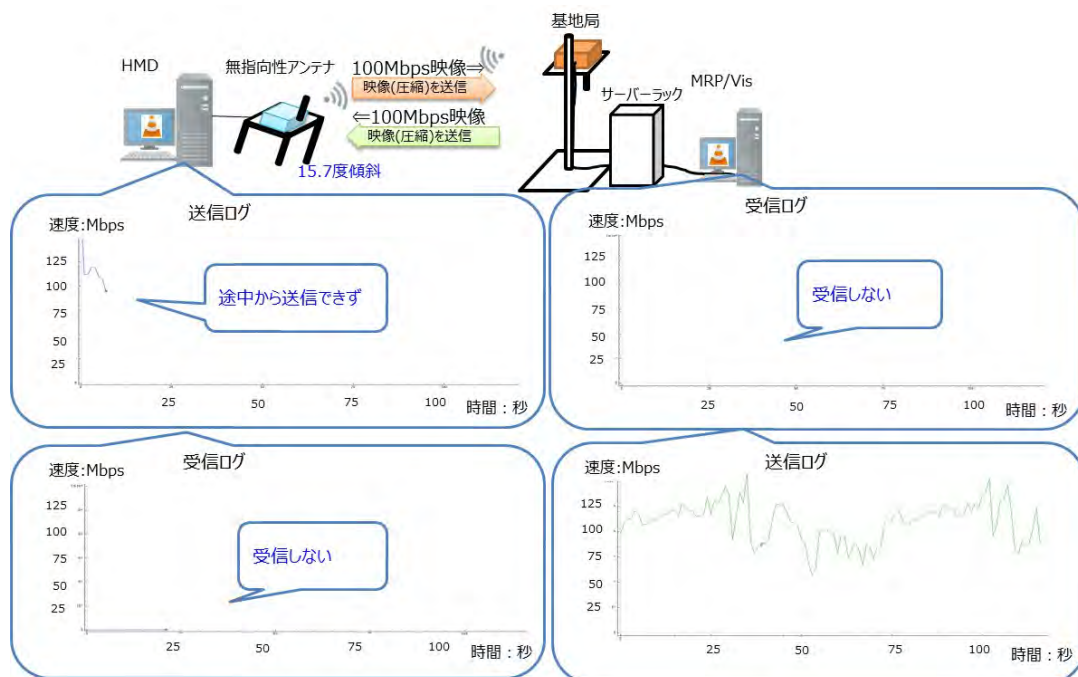 基地局
HMD
無指向性アンテナ
100Mbps映像⇒
映像(圧縮)を送信
⇐100Mbps映像
映像(圧縮)を送信
15.7度傾斜
サーバーラック
MRP/Vis
送信ログ
速度:Mbps
125
100
75
50
25
途中から送信できず
25
50
75
100
時間：秒
受信ログ
速度:Mbps
125
100
75
50
25
受信しない
25
50
75
100
時間：秒
受信ログ
速度:Mbps
125
100
75
50
25
受信しない
25
50
75
100
時間：秒
送信ログ
速度:Mbps
125
100
75
50
25
25
50
75
100
時間：秒